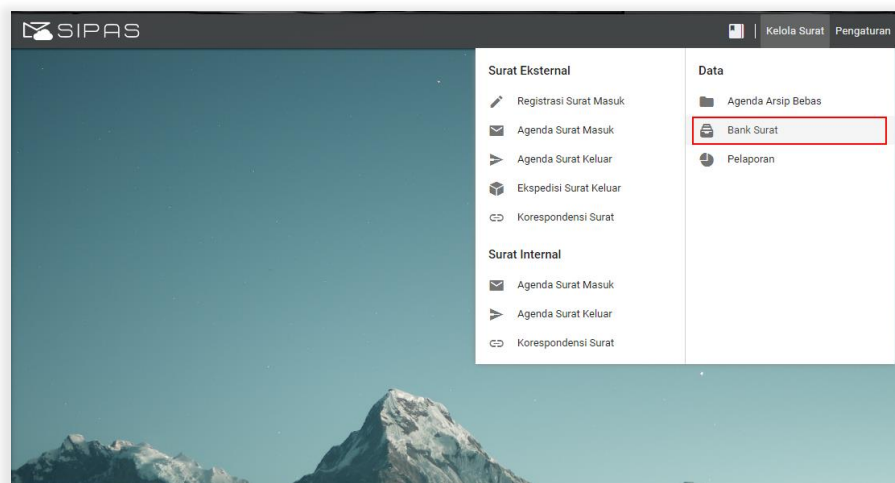 SIPAS
Kelola Surat
Pengaturan
Surat Eksternal
Registrasi Surat Masuk
Agenda Surat Masuk
Agenda Surat Keluar
Ekspedisi Surat Keluar
Korespondensi Surat
Surat Internal
Agenda Surat Masuk
Agenda Surat Keluar
Korespondensi Surat
Data
Agenda Arsip Bebas
Bank Surat
Pelaporan